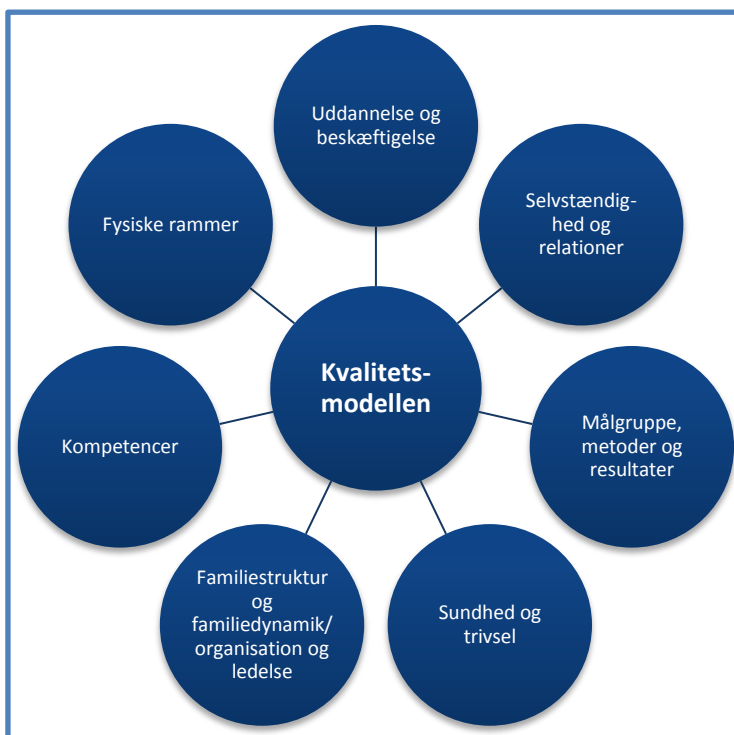 Uddannelse og
beskæftigelse
Selvstændig-
hed og
relationer
Målgruppe,
metoder og
resultater
Sundhed og
trivsel
Familiestruktur
og
familiedynamik/
organisation og
ledelse
Kompetencer
Fysiske rammer
Kvalitets-
modellen